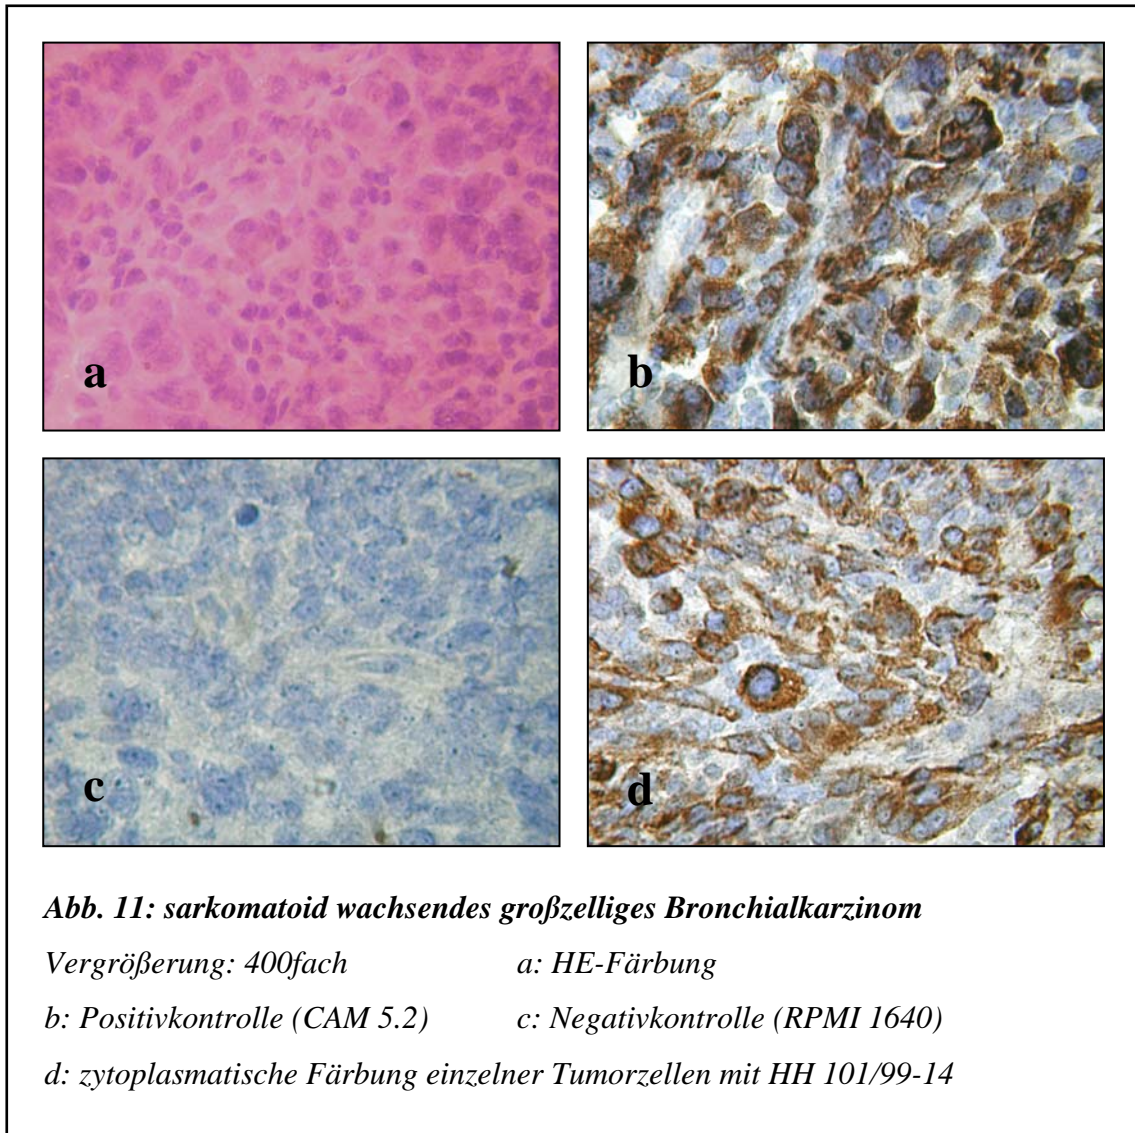 a
b
c
d
Abb. 11: sarkomatoid wachsendes großzelliges Bronchialkarzinom
Vergrößerung: 400fach a: HE-Färbung
b: Positivkontrolle (CAM 5.2) c: Negativkontrolle (RPMI 1640)
d: zytoplasmatische Färbung einzelner Tumorzellen mit HH 101/99-14